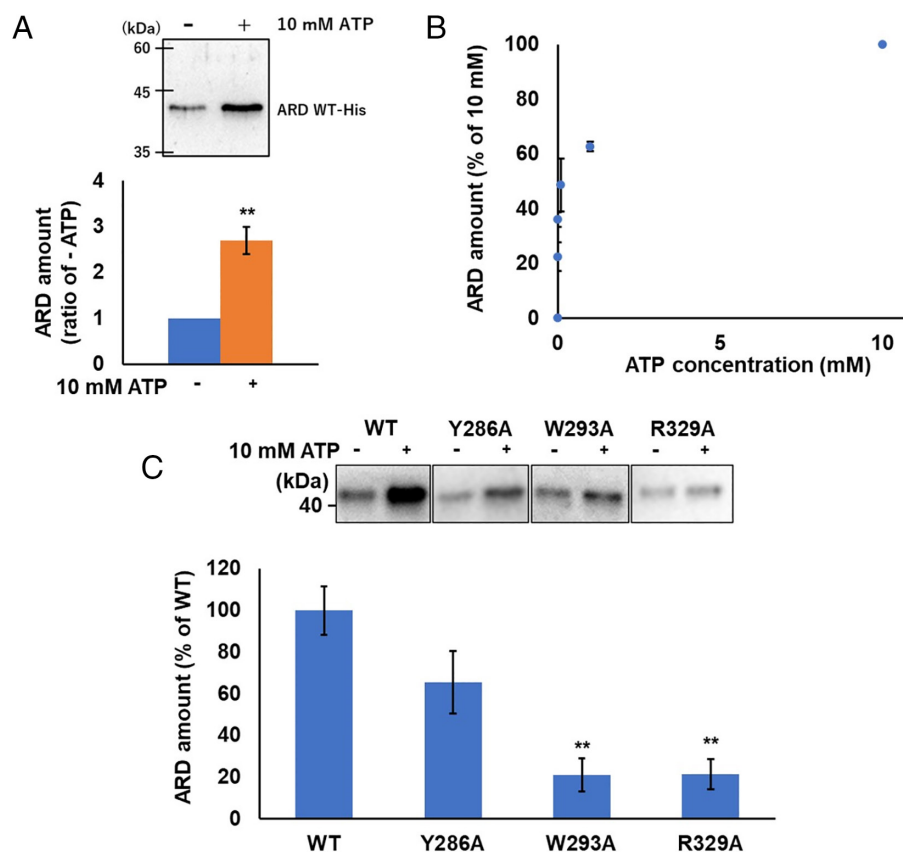 A
(kDa)
- + 10 mM ATP
60
45
35
ARD WT-His
ARD amount
(ratio of - ATP)
4
3
2
1
0
**
10 mM ATP - +
B
ARD amount (% of 10 mM)
100
80
60
40
20
0
0 5 10
ATP concentration (mM)
C
WT Y286A W293A R329A
10 mM ATP - + - + - + - +
(kDa)
40
ARD amount (% of WT)
120
100
80
60
40
20
0
** **
WT Y286A W293A R329A